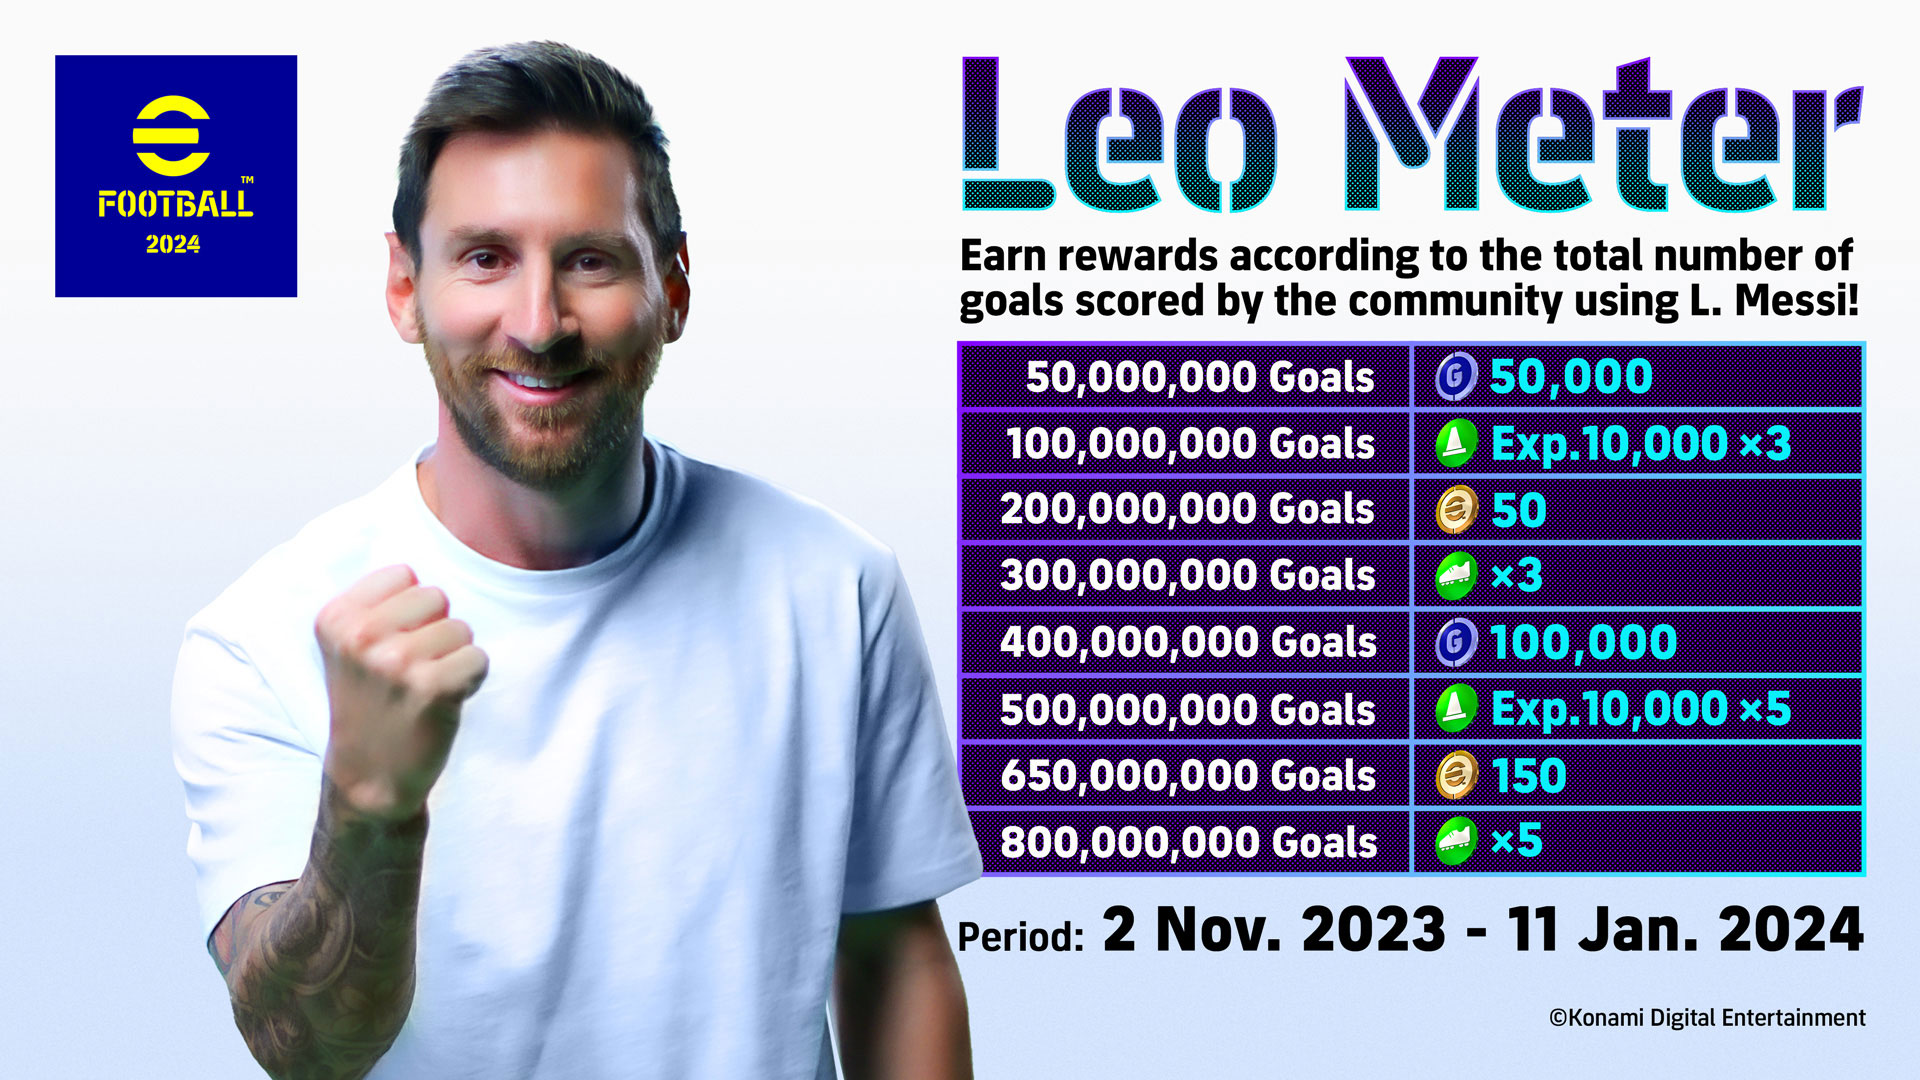 FOOTBALL™
2024
Leo Meter
Earn rewards according to the total number of
goals scored by the community using L. Messi!
50,000,000 Goals G 50,000
100,000,000 Goals Exp.10,000 ×3
200,000,000 Goals 50
300,000,000 Goals ×3
400,000,000 Goals G 100,000
500,000,000 Goals Exp.10,000 ×5
650,000,000 Goals 150
800,000,000 Goals ×5
Period: 2 Nov. 2023 - 11 Jan. 2024
©Konami Digital Entertainment